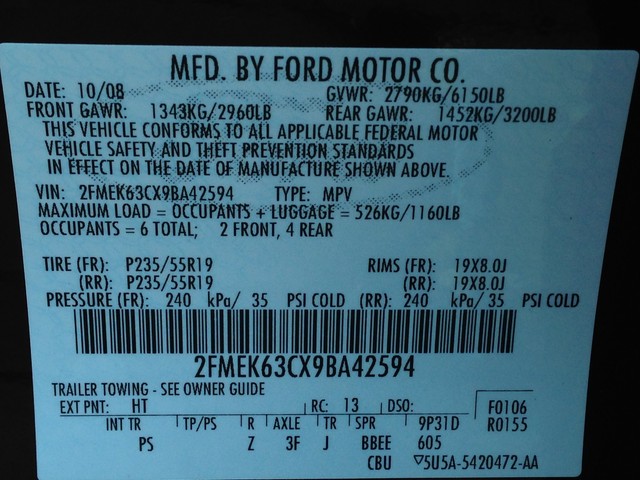 MFD. BY FORD MOTOR CO.
DATE: 10/08 GVWR: 2790KG/6150LB
FRONT GAWR: 1343KG/2960LB REAR GAWR: 1452KG/3200LB
THIS VEHICLE CONFORMS TO ALL APPLICABLE FEDERAL MOTOR
VEHICLE SAFETY AND THEFT PREVENTION STANDARDS
IN EFFECT ON THE DATE OF MANUFACTURE SHOWN ABOVE.
VIN: 2FMEK63CX9BA42594 TYPE: MPV
MAXIMUM LOAD = OCCUPANTS + LUGGAGE = 526KG/1160LB
OCCUPANTS = 6 TOTAL; 2 FRONT, 4 REAR
TIRE (FR): P235/55R19 RIMS (FR): 19X8.0J
(RR): P235/55R19 (RR): 19X8.0J
PRESSURE (FR): 240 kPa/ 35 PSI COLD (RR): 240 kPa/ 35 PSI COLD
2FMEK63CX9BA42594
TRAILER TOWING - SEE OWNER GUIDE
EXT PNT: HT RC: 13 DSO: F0106
INT TR TP/PS R AXLE TR SPR 9P31D R0155
PS Z 3F J BBEE 605
CBU ▽5U5A-5420472-AA